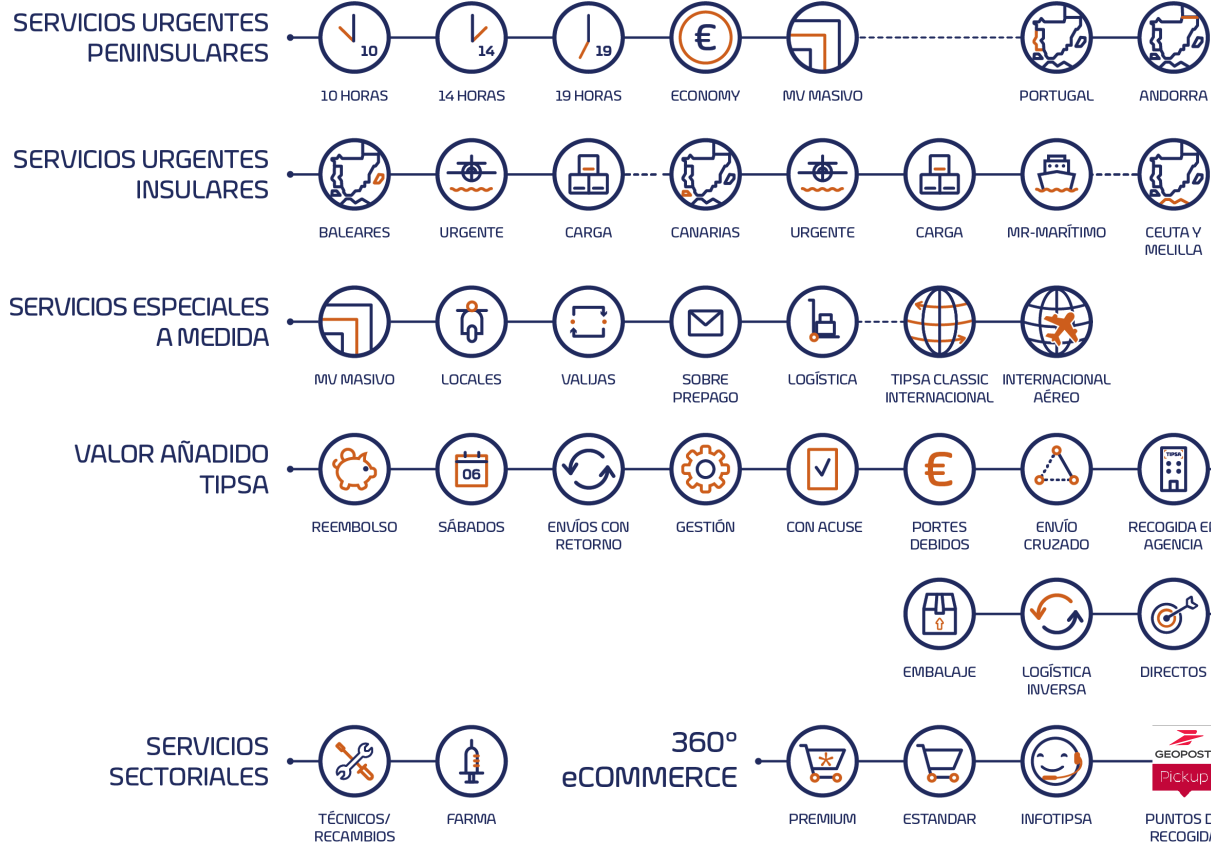 SERVICIOS URGENTES
PENINSULARES
10
14
19
€
10 HORAS
14 HORAS
19 HORAS
ECONOMY
MV MASIVO
PORTUGAL
ANDORRA
SERVICIOS URGENTES
INSULARES
BALEARES
URGENTE
CARGA
CANARIAS
URGENTE
CARGA
MR-MARÍTIMO
CEUTA Y
MELILLA
SERVICIOS ESPECIALES
A MEDIDA
MV MASIVO
LOCALES
VALIJAS
SOBRE
PREPAGO
LOGÍSTICA
TIPSA CLASSIC
INTERNACIONAL
INTERNACIONAL
AÉREO
VALOR AÑADIDO
TIPSA
06
€
TIPSA
REEMBOLSO
SÁBADOS
ENVÍOS CON
RETORNO
GESTIÓN
CON ACUSE
PORTES
DEBIDOS
ENVÍO
CRUZADO
RECOGIDA E
AGENCIA
EMBALAJE
LOGÍSTICA
INVERSA
DIRECTOS
SERVICIOS
SECTORIALES
TÉCNICOS/
RECAMBIOS
FARMA
360º
eCOMMERCE
PREMIUM
ESTANDAR
INFOTIPSA
GEOPOST
Pickup
PUNTOS D
RECOGID